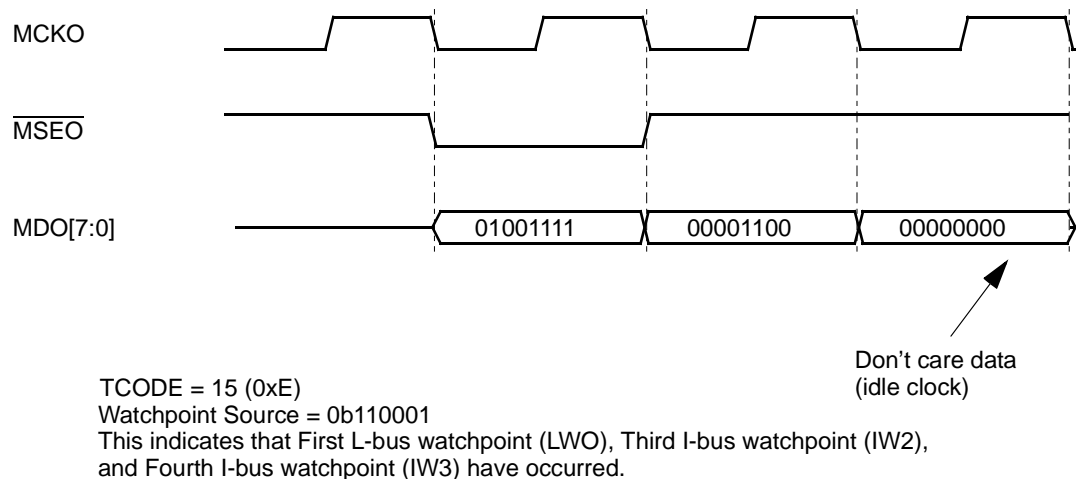 MCKO
MSEO
MDO[7:0]
01001111
00001100
00000000
Don't care data
(idle clock)
TCODE = 15 (0xE)
Watchpoint Source = 0b110001
This indicates that First L-bus watchpoint (LWO), Third I-bus watchpoint (IW2),
and Fourth I-bus watchpoint (IW3) have occurred.